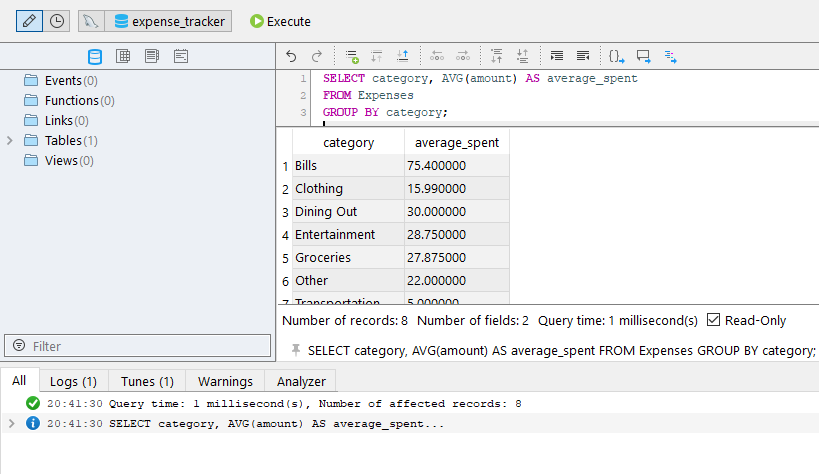 expense_tracker Execute
Events(0)
Functions(0)
Links(0)
Tables(1)
Views(0)
Filter
1 SELECT category, AVG(amount) AS average_spent
2 FROM Expenses
3 GROUP BY category;
category average_spent
1 Bills 75.400000
2 Clothing 15.990000
3 Dining Out 30.000000
4 Entertainment 28.750000
5 Groceries 27.875000
6 Other 22.000000
7 Transportation 5.000000
Number of records: 8 Number of fields: 2 Query time: 1 millisecond(s) Read-Only
SELECT category, AVG(amount) AS average_spent FROM Expenses GROUP BY category;
All Logs (1) Tunes (1) Warnings Analyzer
20:41:30 Query time: 1 millisecond(s), Number of affected records: 8
20:41:30 SELECT category, AVG(amount) AS average_spent...